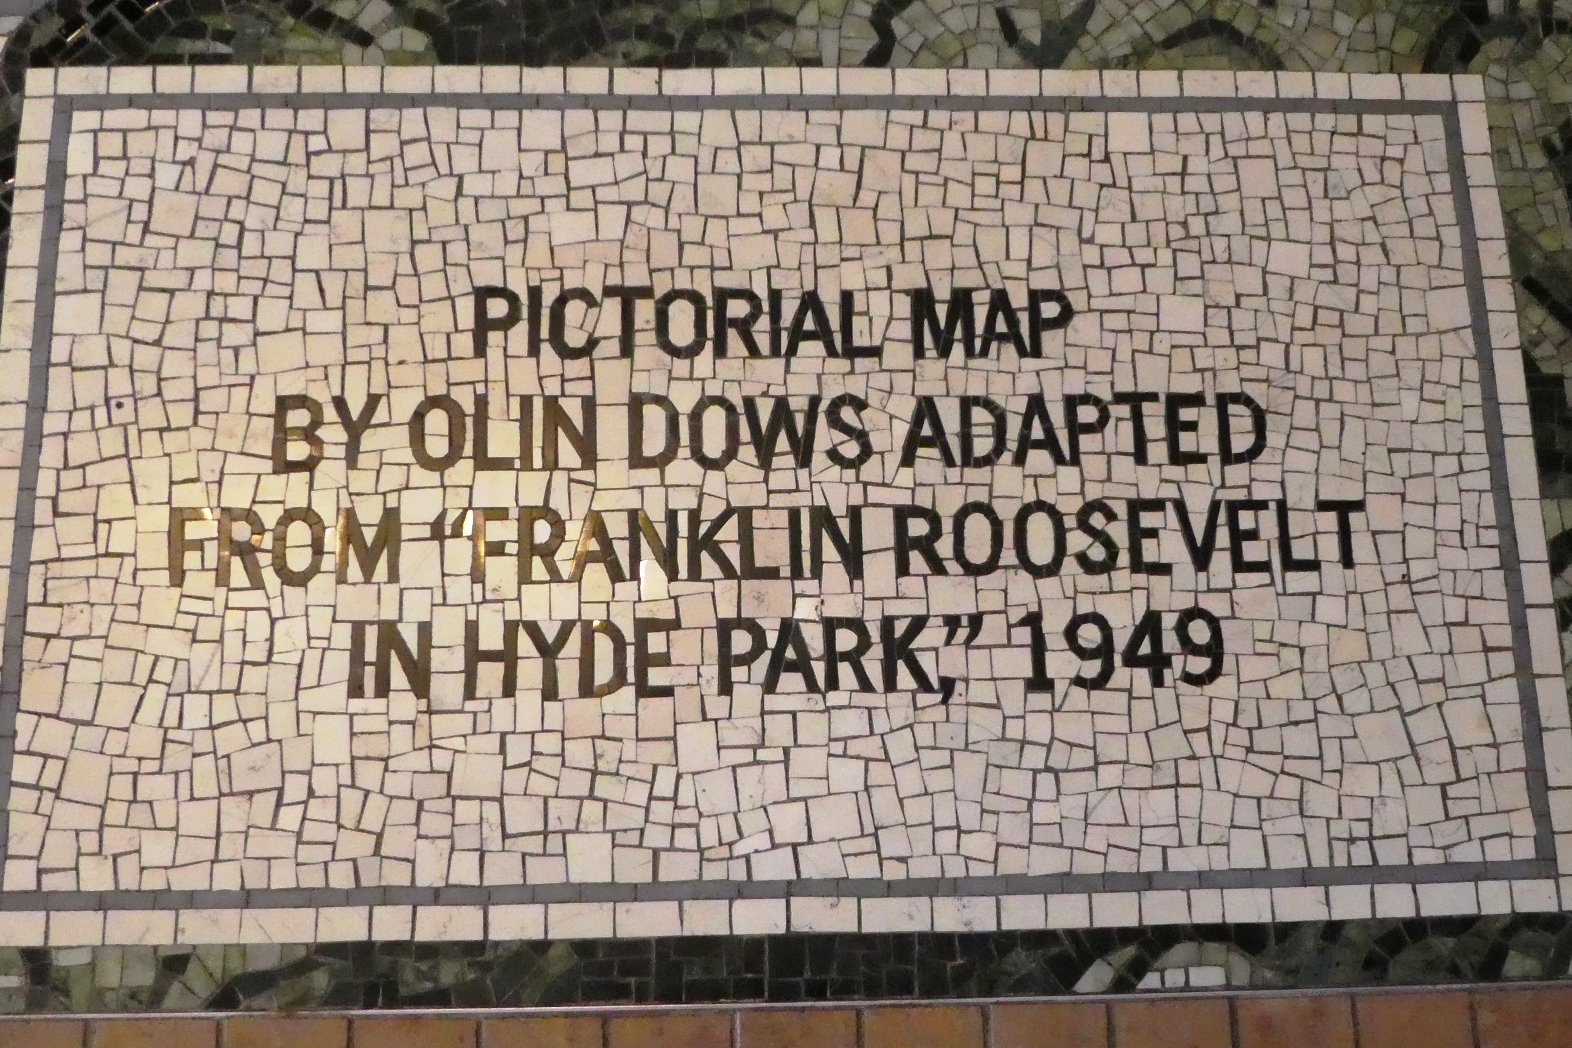 PICTORIAL MAP
BY OLIN DOWS ADAPTED
FROM “FRANKLIN ROOSEVELT
IN HYDE PARK,” 1949